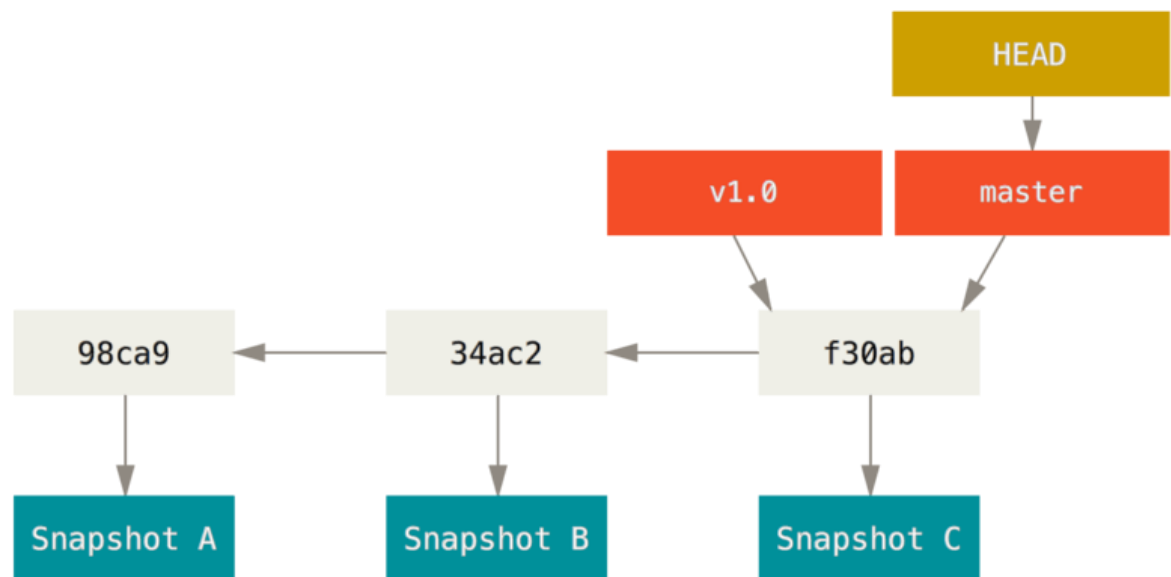 HEAD
v1.0
master
98ca9
34ac2
f30ab
Snapshot A
Snapshot B
Snapshot C